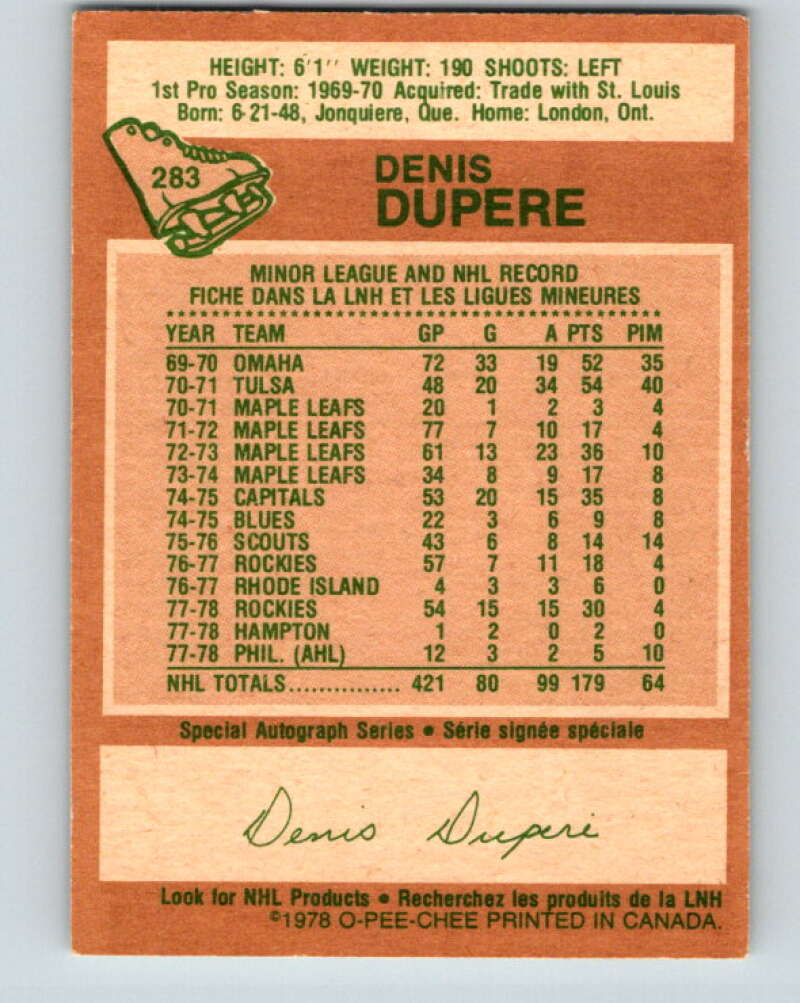 HEIGHT: 6'1" WEIGHT: 190 SHOOTS: LEFT
1st Pro Season: 1969-70 Acquired: Trade with St. Louis
Born: 6-21-48, Jonquiere, Que. Home: London, Ont.
283
DENIS
DUPERE
MINOR LEAGUE AND NHL RECORD
FICHE DANS LA LNH ET LES LIGUES MINEURES
YEAR TEAM GP G A PTS PIM
69-70 OMAHA 72 33 19 52 35
70-71 TULSA 48 20 34 54 40
70-71 MAPLE LEAFS 20 1 2 3 4
71-72 MAPLE LEAFS 77 7 10 17 4
72-73 MAPLE LEAFS 61 13 23 36 10
73-74 MAPLE LEAFS 34 8 9 17 8
74-75 CAPITALS 53 20 15 35 8
74-75 BLUES 22 3 6 9 8
75-76 SCOUTS 43 6 8 14 14
76-77 ROCKIES 57 7 11 18 4
76-77 RHODE ISLAND 4 3 3 6 0
77-78 ROCKIES 54 15 15 30 4
77-78 HAMPTON 1 2 0 2 0
77-78 PHIL. (AHL) 12 3 2 5 10
NHL TOTALS............... 421 80 99 179 64
Special Autograph Series • Série signée spéciale
Denis Dupere
Look for NHL Products • Recherchez les produits de la LNH
©1978 O-PEE-CHEE PRINTED IN CANADA.